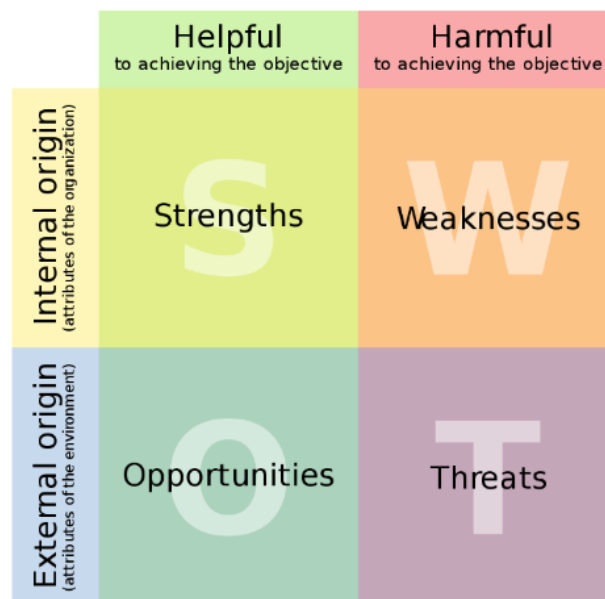 Helpful
to achieving the objective
Harmful
to achieving the objective
Internal origin
(attributes of the organization)
S
Strengths
W
Weaknesses
External origin
(attributes of the environment)
O
Opportunities
T
Threats